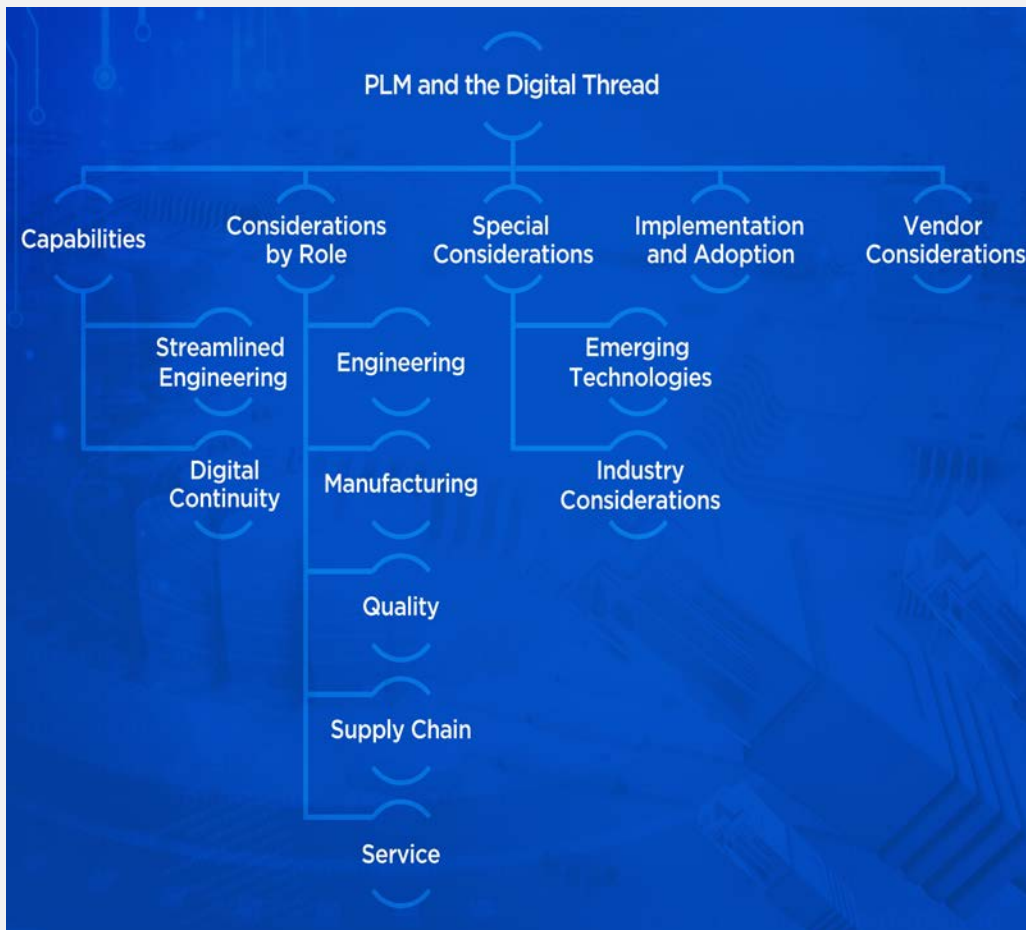 PLM and the Digital Thread
Capabilities
Considerations
by Role
Special
Considerations
Implementation
and Adoption
Vendor
Considerations
Streamlined
Engineering
Digital
Continuity
Engineering
Manufacturing
Quality
Supply Chain
Service
Emerging
Technologies
Industry
Considerations